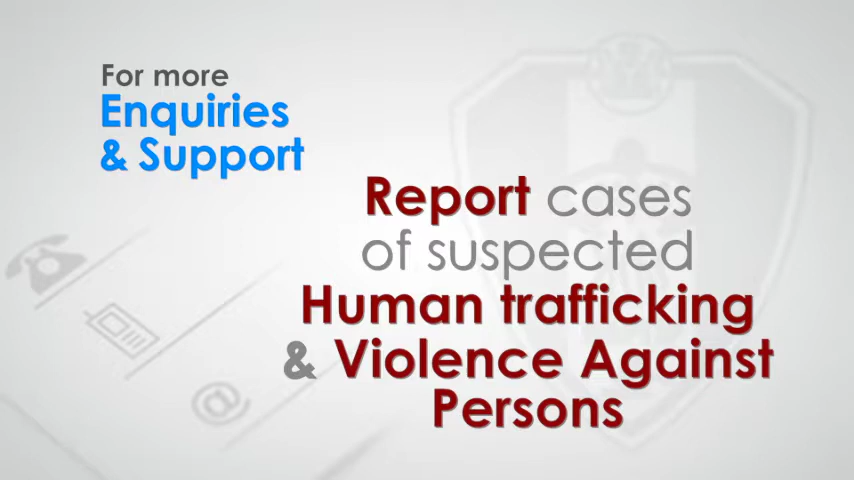 For more
Enquiries
& Support
Report cases
of suspected
Human trafficking
& Violence Against
Persons